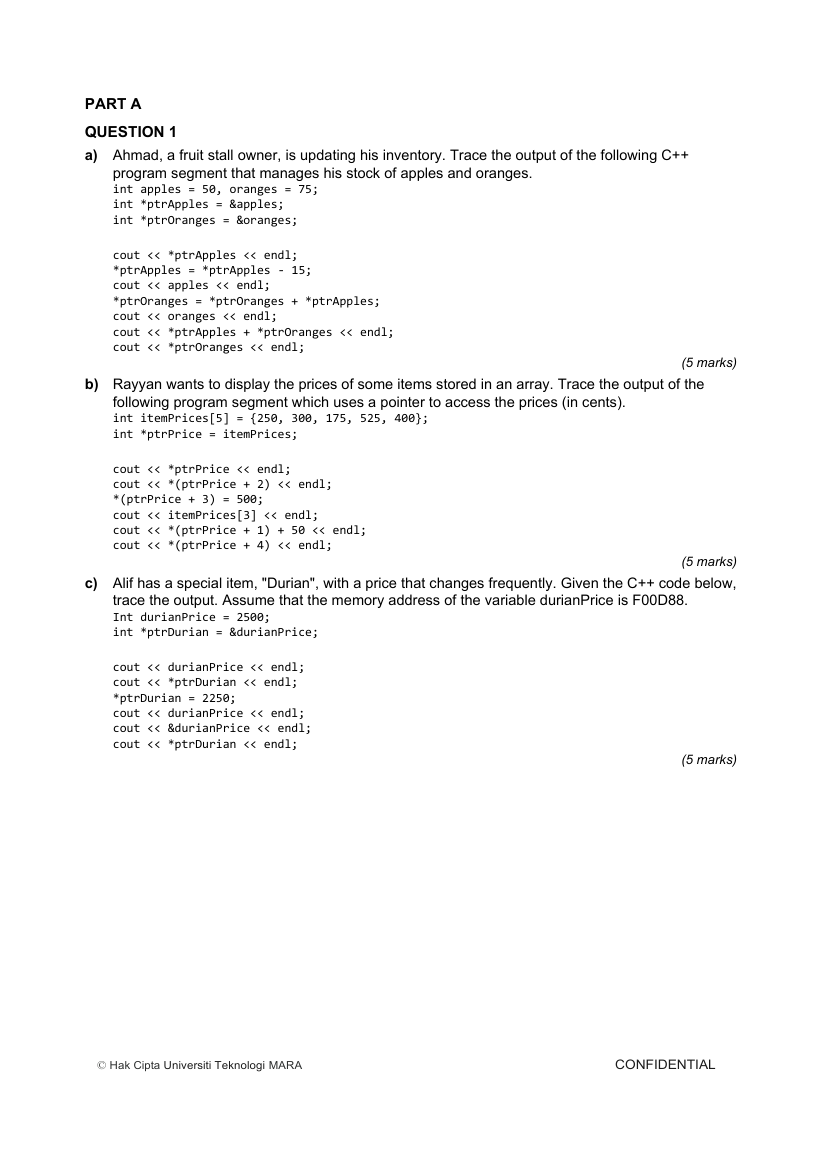 PART A
QUESTION 1
a) Ahmad, a fruit stall owner, is updating his inventory. Trace the output of the following C++
program segment that manages his stock of apples and oranges.
int apples = 50, oranges = 75;
int *ptrApples = &apples;
int *ptrOranges = &oranges;
cout << *ptrApples << endl;
*ptrApples = *ptrApples - 15;
cout << apples << endl;
*ptrOranges = *ptrOranges + *ptrApples;
cout << oranges << endl;
cout << *ptrApples + *ptrOranges << endl;
cout << *ptrOranges << endl;
(5 marks)
b) Rayyan wants to display the prices of some items stored in an array. Trace the output of the
following program segment which uses a pointer to access the prices (in cents).
int itemPrices[5] = {250, 300, 175, 525, 400};
int *ptrPrice = itemPrices;
cout << *ptrPrice << endl;
cout << *(ptrPrice + 2) << endl;
*(ptrPrice + 3) = 500;
cout << itemPrices[3] << endl;
cout << *(ptrPrice + 1) + 50 << endl;
cout << *(ptrPrice + 4) << endl;
(5 marks)
c) Alif has a special item, "Durian", with a price that changes frequently. Given the C++ code below,
trace the output. Assume that the memory address of the variable durianPrice is F00D88.
Int durianPrice = 2500;
int *ptrDurian = &durianPrice;
cout << durianPrice << endl;
cout << *ptrDurian << endl;
*ptrDurian = 2250;
cout << durianPrice << endl;
cout << &durianPrice << endl;
cout << *ptrDurian << endl;
(5 marks)
© Hak Cipta Universiti Teknologi MARA CONFIDENTIAL